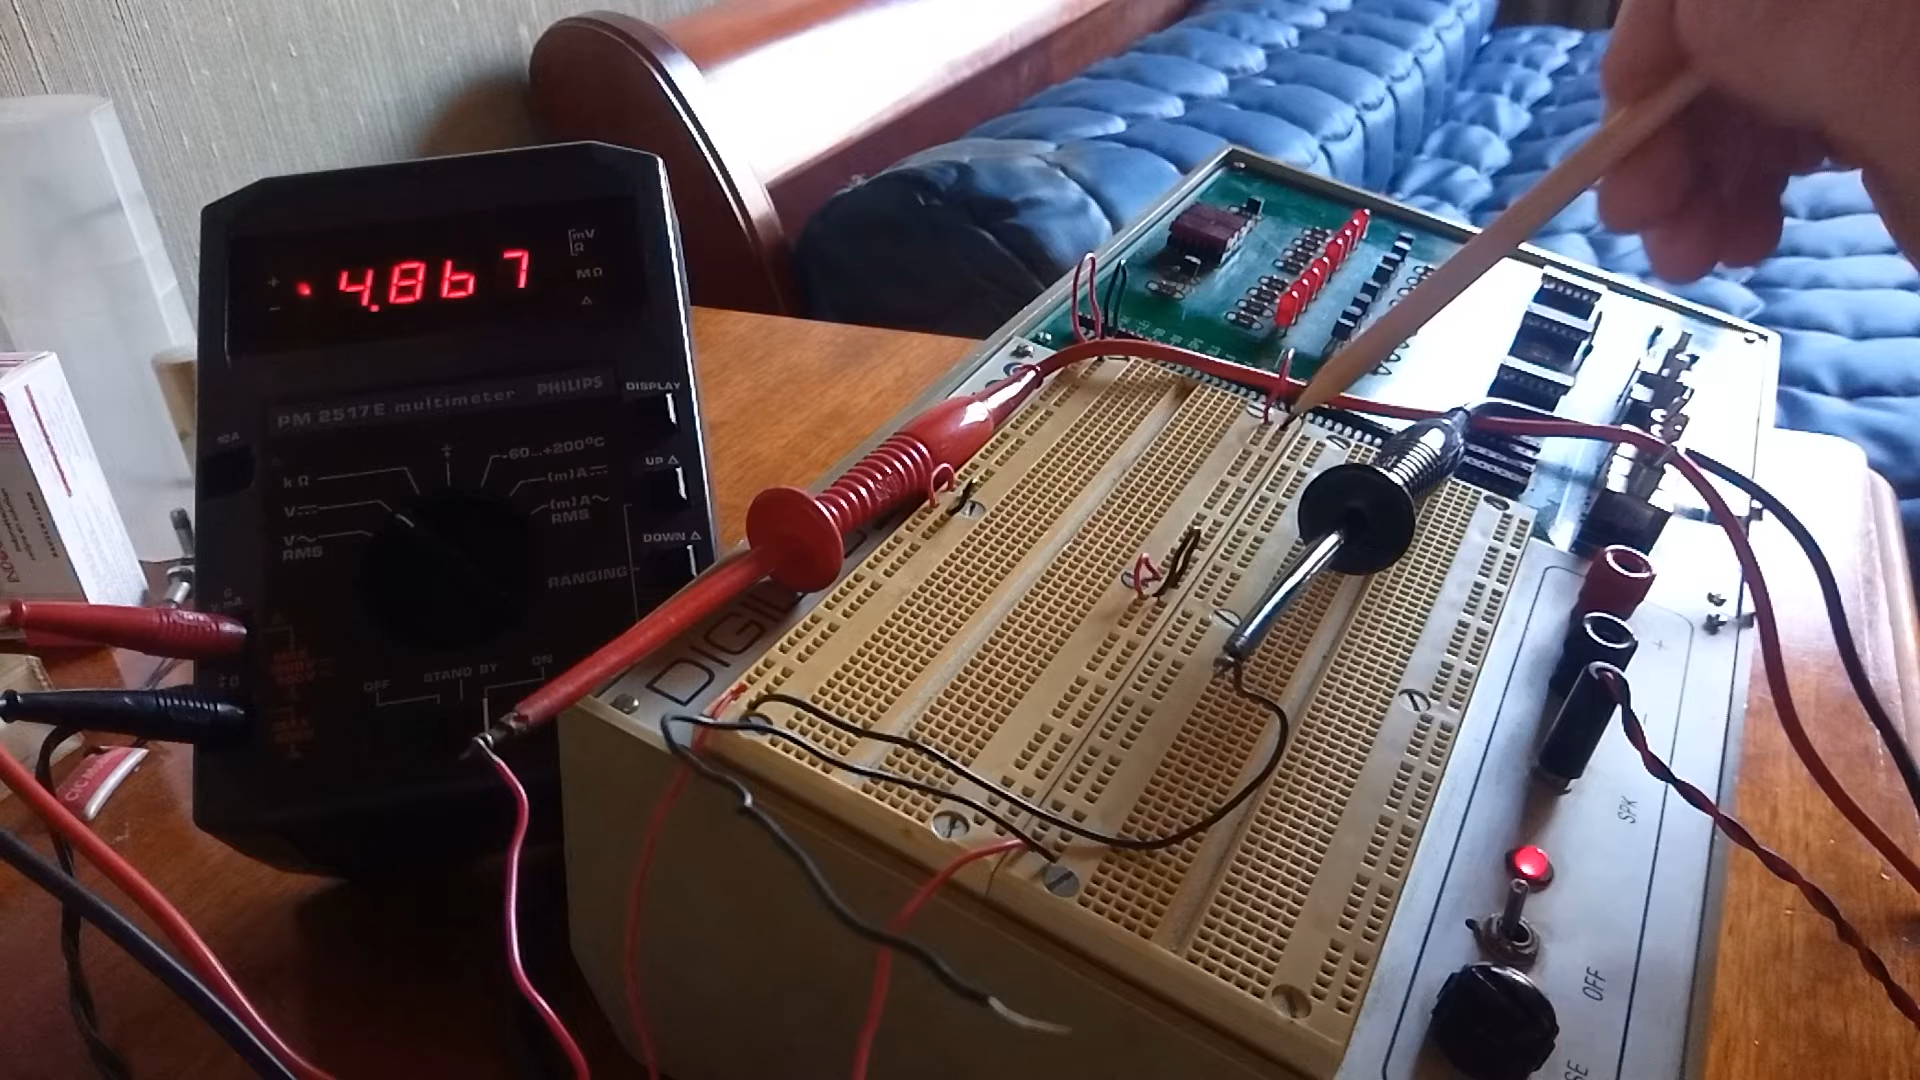 4.867
+
-
mV
Ω
MΩ
PM 2517E multimeter PHILIPS
DISPLAY
10A
-60...+200°C
kΩ
(m)A
UP
V
(m)A~
RMS
V~
RMS
DOWN
RANGING
OFF STAND BY ON
DIGI
+
-
SPK
OFF